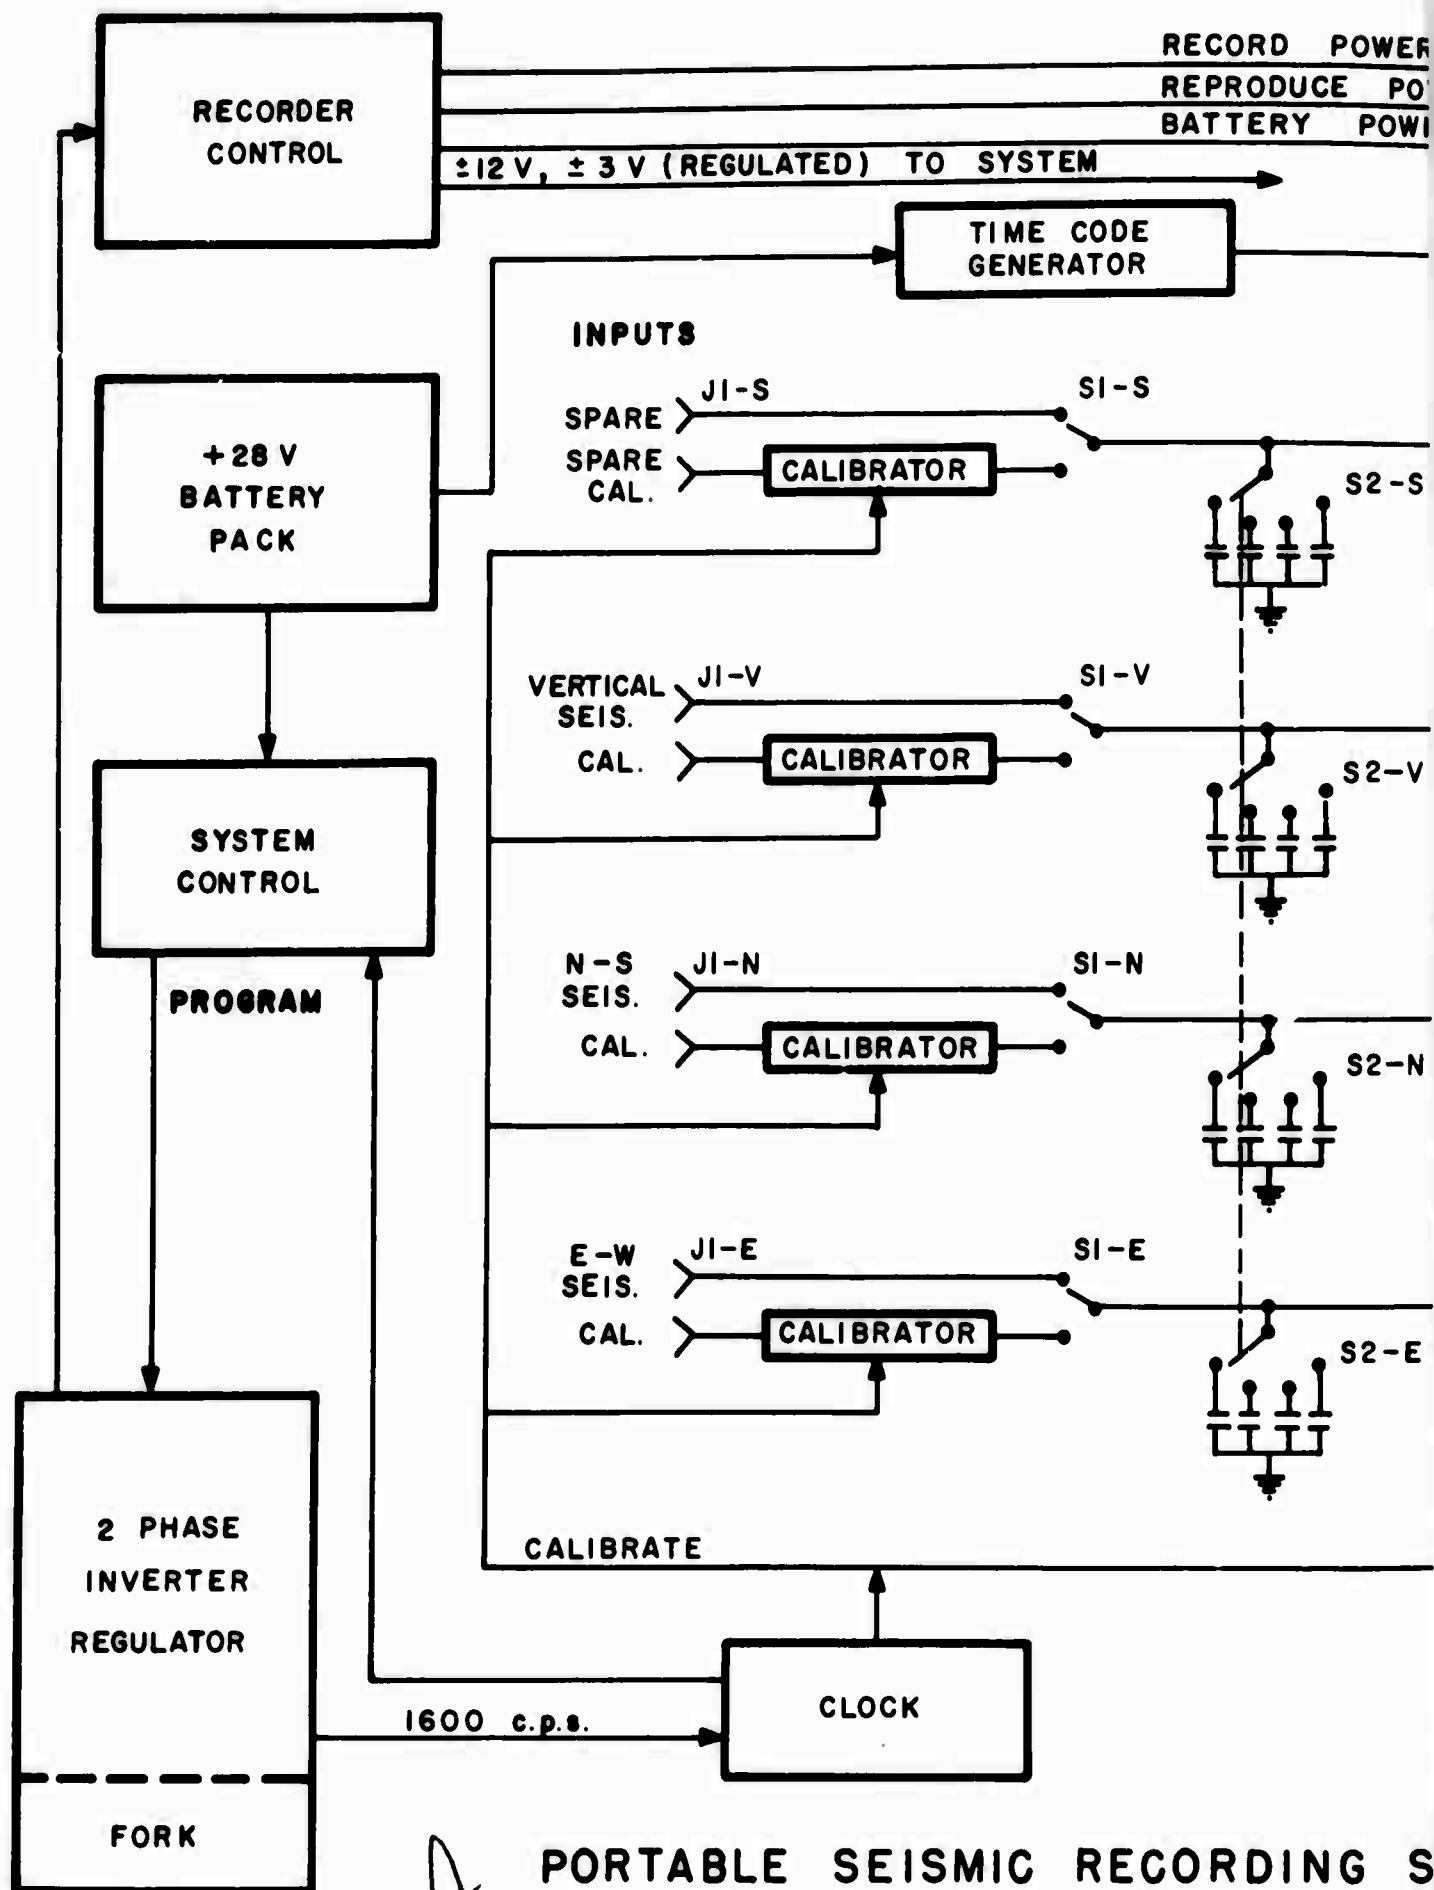 RECORD POWER
REPRODUCE PO
BATTERY POWE
±12 V, ± 3 V (REGULATED) TO SYSTEM
RECORDER
CONTROL
TIME CODE
GENERATOR
INPUTS
J1-S
S1-S
SPARE
SPARE
CAL.
CALIBRATOR
S2-S
+28 V
BATTERY
PACK
VERTICAL
SEIS.
J1-V
S1-V
CAL.
CALIBRATOR
S2-V
SYSTEM
CONTROL
PROGRAM
N-S
SEIS.
J1-N
S1-N
CAL.
CALIBRATOR
S2-N
E-W
SEIS.
J1-E
S1-E
CAL.
CALIBRATOR
S2-E
2 PHASE
INVERTER
REGULATOR
FORK
CALIBRATE
CLOCK
1600 c.p.s.
PORTABLE SEISMIC RECORDING S